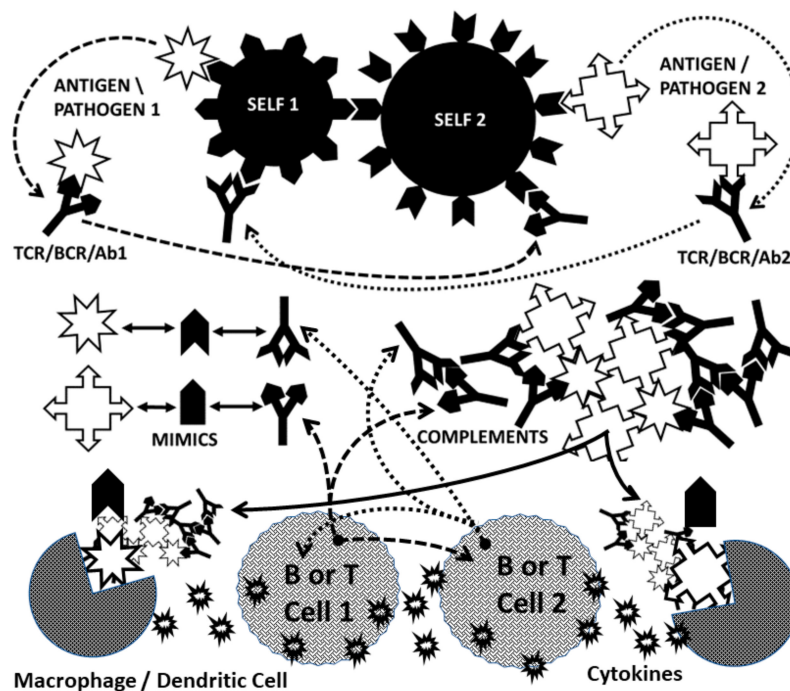 ANTIGEN \
PATHOGEN 1
SELF 1
SELF 2
ANTIGEN /
PATHOGEN 2
TCR/BCR/Ab1
TCR/BCR/Ab2
MIMICS
COMPLEMENTS
B or T
Cell 1
B or T
Cell 2
Macrophage / Dendritic Cell
Cytokines